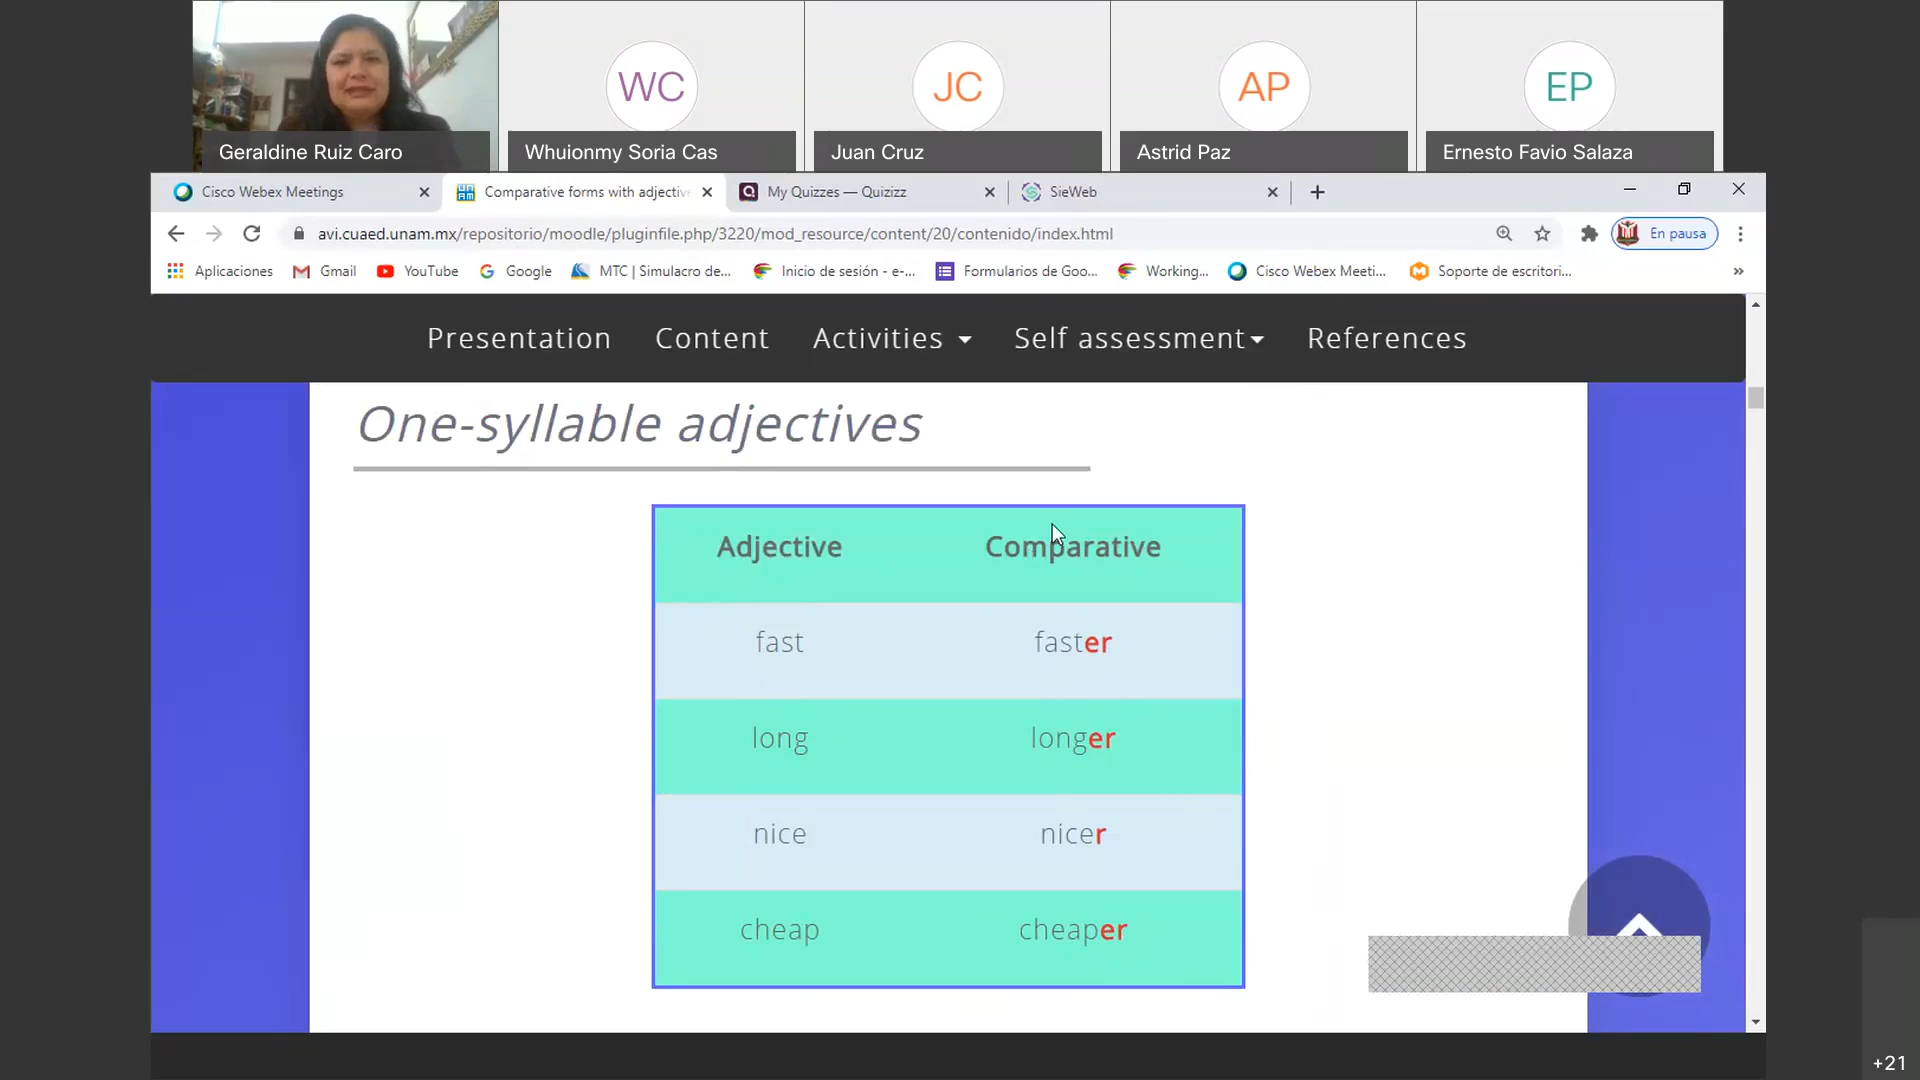 WC
JC
AP
EP
Geraldine Ruiz Caro
Whuionmy Soria Cas
Juan Cruz
Astrid Paz
Ernesto Favio Salaza
Cisco Webex Meetings
Comparative forms with adjective
My Quizzes — Quizizz
SieWeb
avi.cuaed.unam.mx/repositorio/moodle/pluginfile.php/3220/mod_resource/content/20/contenido/index.html
En pausa
Aplicaciones
Gmail
YouTube
Google
MTC | Simulacro de...
Inicio de sesión - e-...
Formularios de Goo...
Working...
Cisco Webex Meeti...
Soporte de escritori...
»
Presentation
Content
Activities
Self assessment
References
One-syllable adjectives
Adjective Comparative
fast faster
long longer
nice nicer
cheap cheaper
+21